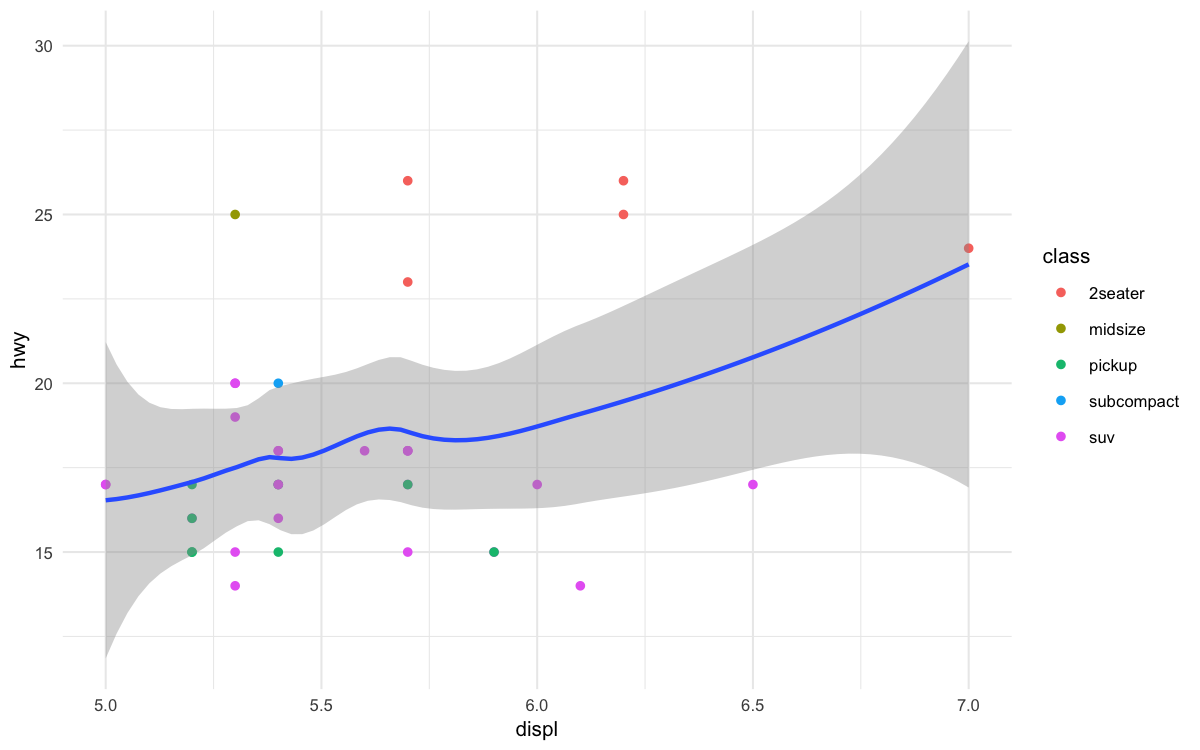 30
25
20
15
hwy
5.0
5.5
6.0
6.5
7.0
displ
class
2seater
midsize
pickup
subcompact
suv